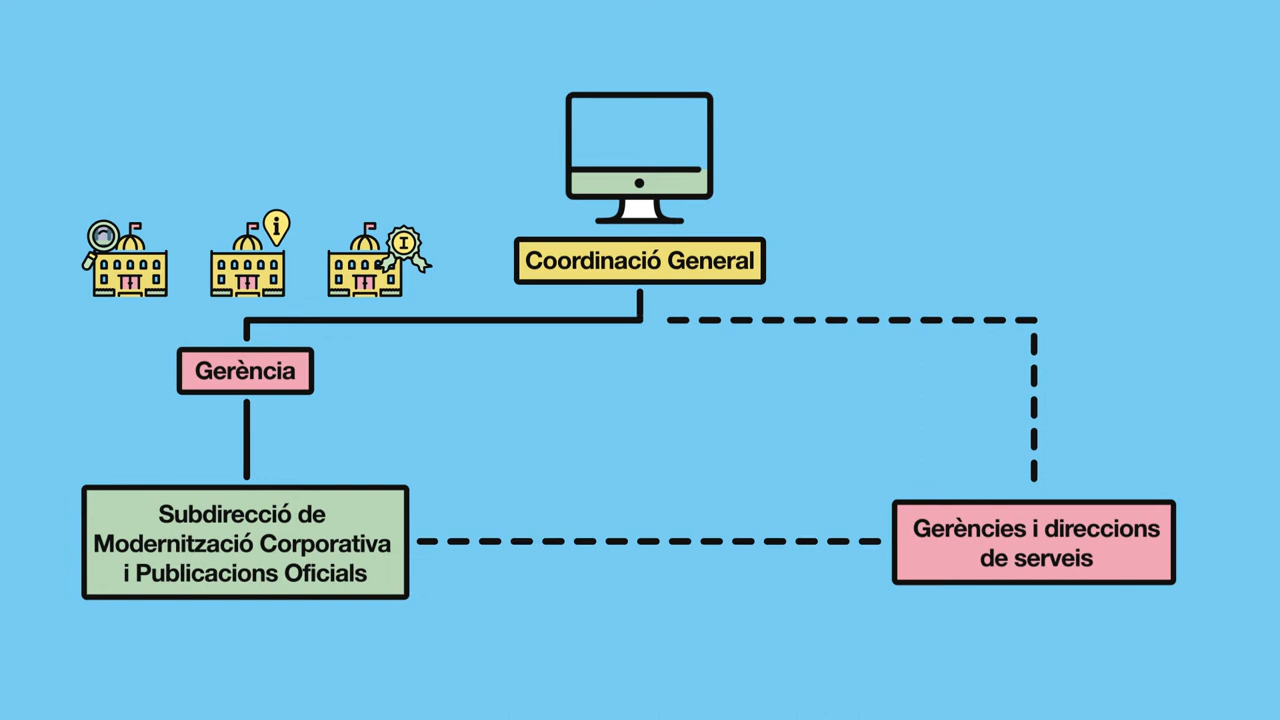 i
I
Coordinació General
Gerència
Subdirecció de
Modernització Corporativa
i Publicacions Oficials
Gerències i direccions
de serveis